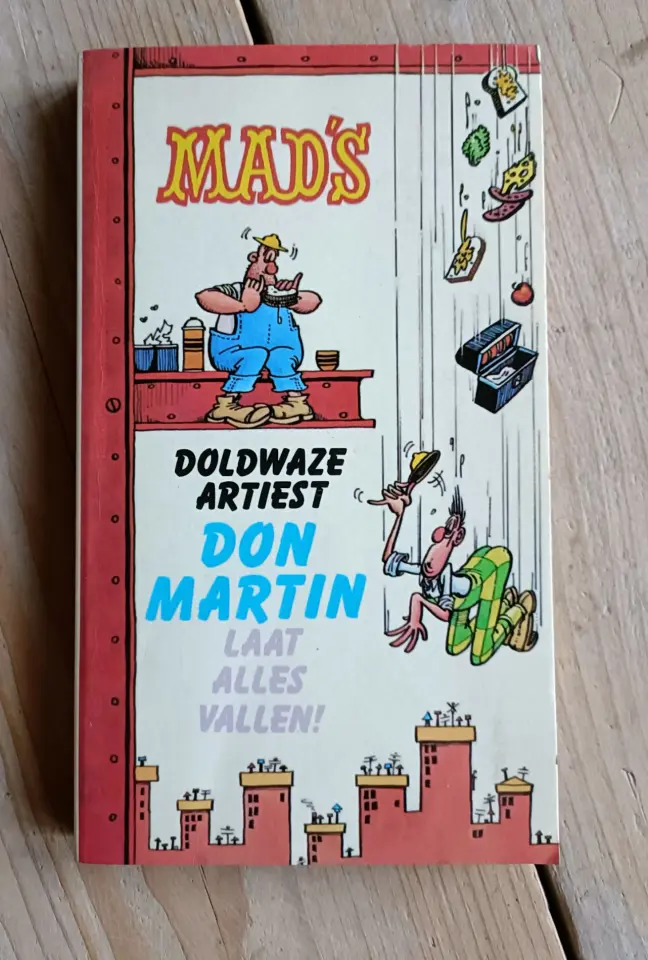 MAD'S
DOLDWAZE
ARTIEST
DON
MARTIN
LAAT
ALLES
VALLEN!